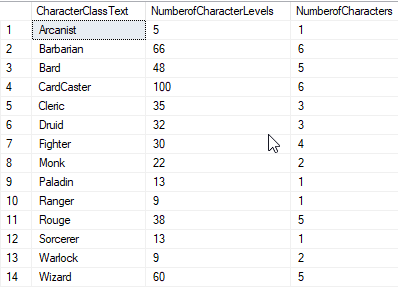 CharacterClassText NumberofCharacterLevels NumberofCharacters
1 Arcanist 5 1
2 Barbarian 66 6
3 Bard 48 5
4 CardCaster 100 6
5 Cleric 35 3
6 Druid 32 3
7 Fighter 30 4
8 Monk 22 2
9 Paladin 13 1
10 Ranger 9 1
11 Rouge 38 5
12 Sorcerer 13 1
13 Warlock 9 2
14 Wizard 60 5